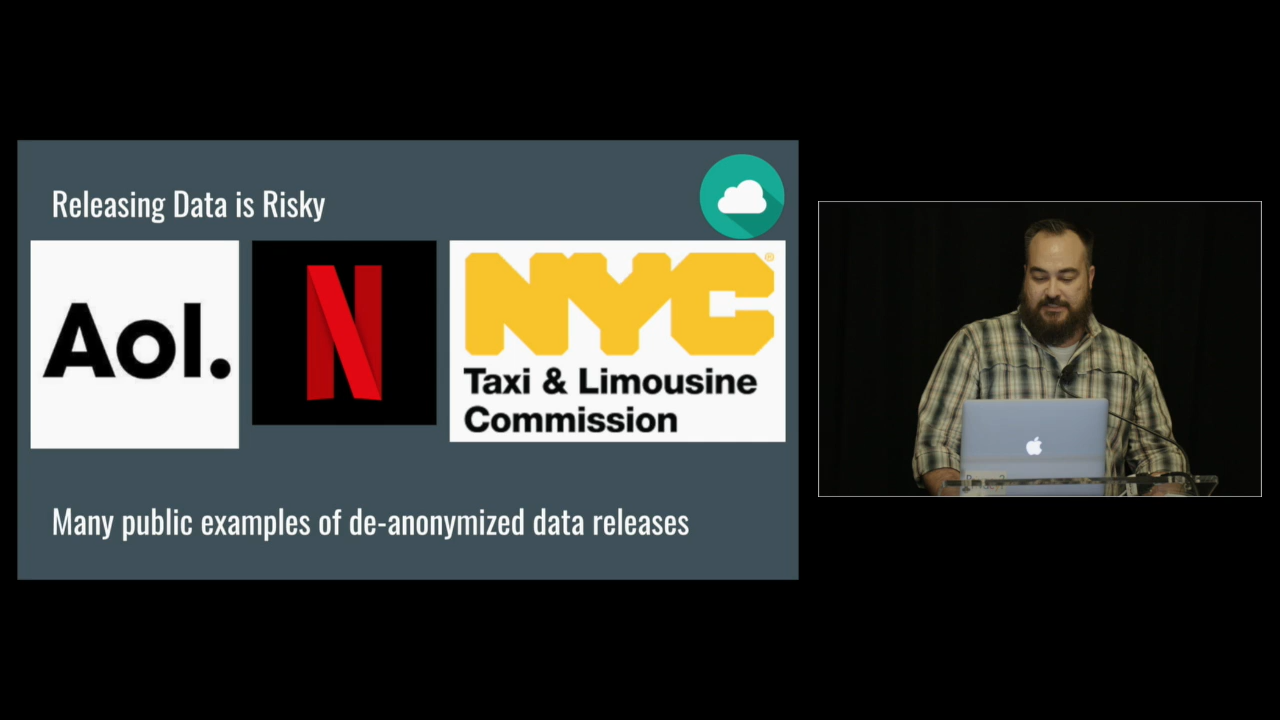 Releasing Data is Risky
Aol.
N
NYC®
Taxi & Limousine
Commission
Many public examples of de-anonymized data releases